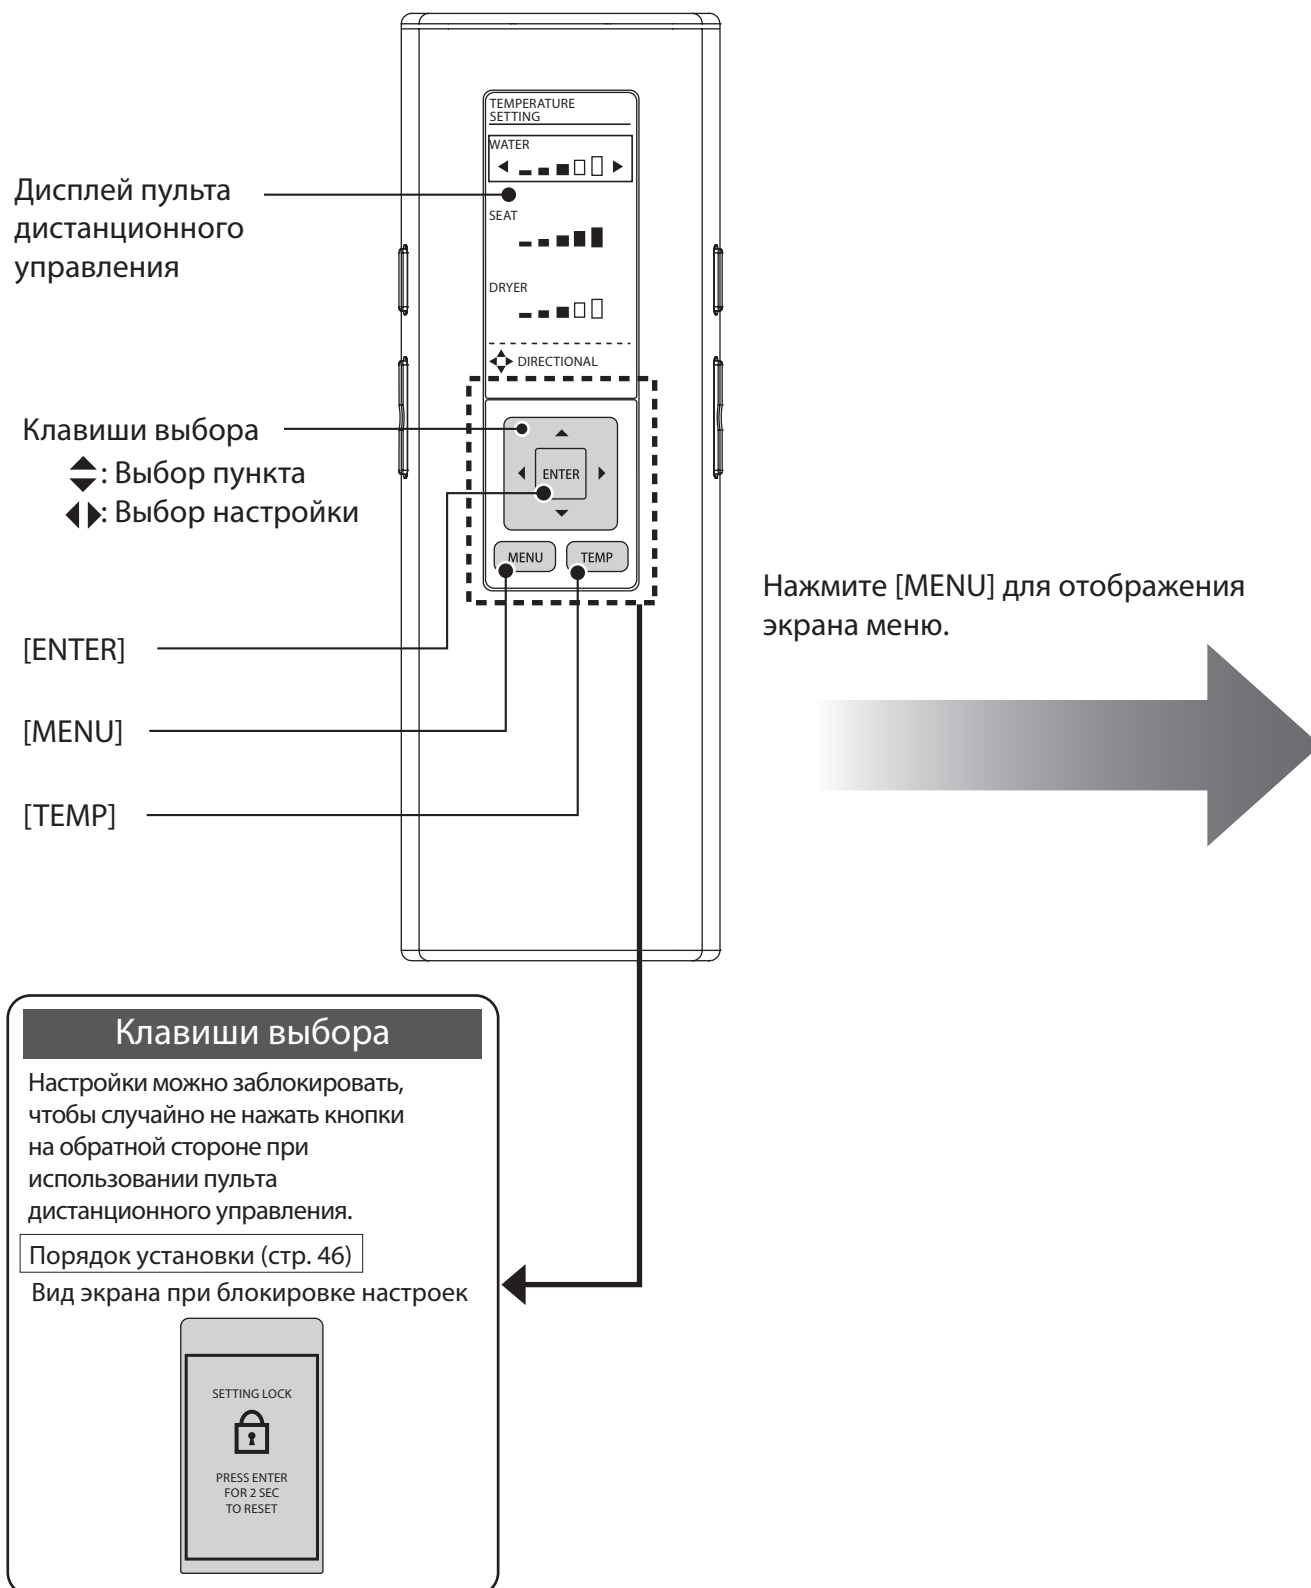 TEMPERATURE
SETTING
WATER
SEAT
DRYER
DIRECTIONAL
ENTER
MENU
TEMP
Дисплей пульта
дистанционного
управления
Клавиши выбора
: Выбор пункта
: Выбор настройки
[ENTER]
[MENU]
[TEMP]
Нажмите [MENU] для отображения
экрана меню.
Клавиши выбора
Настройки можно заблокировать,
чтобы случайно не нажать кнопки
на обратной стороне при
использовании пульта
дистанционного управления.
Порядок установки (стр. 46)
Вид экрана при блокировке настроек
SETTING LOCK
PRESS ENTER
FOR 2 SEC
TO RESET